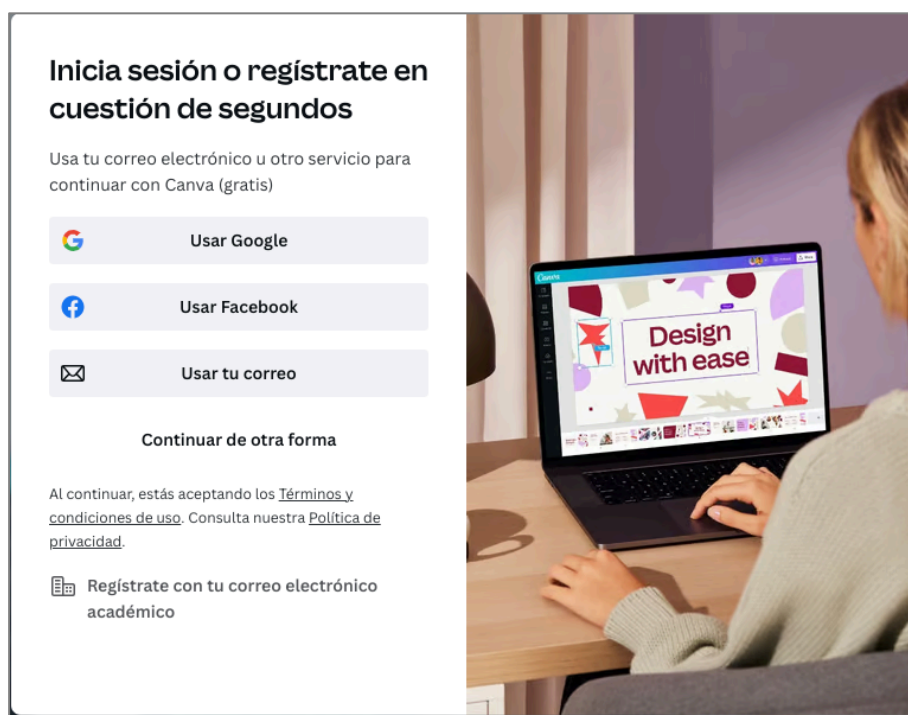 Inicia sesión o regístrate en
cuestión de segundos
Usa tu correo electrónico u otro servicio para
continuar con Canva (gratis)
Usar Google
Usar Facebook
Usar tu correo
Continuar de otra forma
Al continuar, estás aceptando los Términos y
condiciones de uso. Consulta nuestra Política de
privacidad.
Regístrate con tu correo electrónico
académico
Canva
Share
Design
with ease